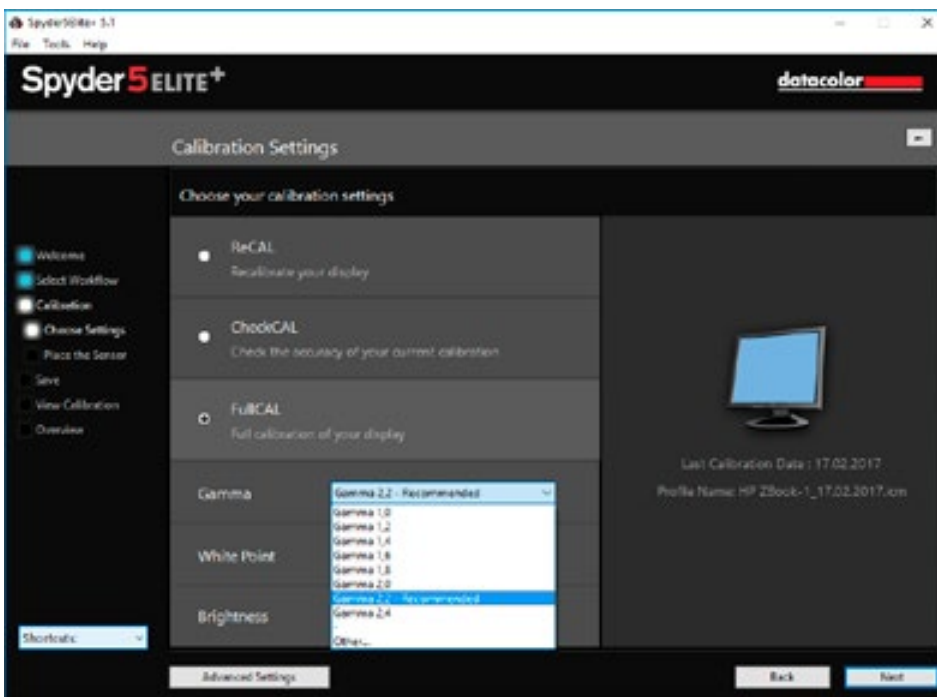 Spyder5Elite+ 5.1
File Tools Help
Spyder5ELITE+
datacolor
Calibration Settings
Choose your calibration settings
Welcome
Select Workflow
Calibration
Choose Settings
Place the Sensor
Save
View Calibration
Overview
ReCAL
Recalibrate your display
CheckCAL
Check the accuracy of your current calibration
FullCAL
Full calibration of your display
Gamma
Gamma 2,2 - Recommended
Gamma 1,0
Gamma 1,2
Gamma 1,4
Gamma 1,6
Gamma 1,8
Gamma 2,0
Gamma 2,2 - Recommended
Gamma 2,4
-
Other...
White Point
Brightness
Last Calibration Date : 17.02.2017
Profile Name: HP ZBook-1_17.02.2017.icm
Shortcuts:
Advanced Settings
Back
Next